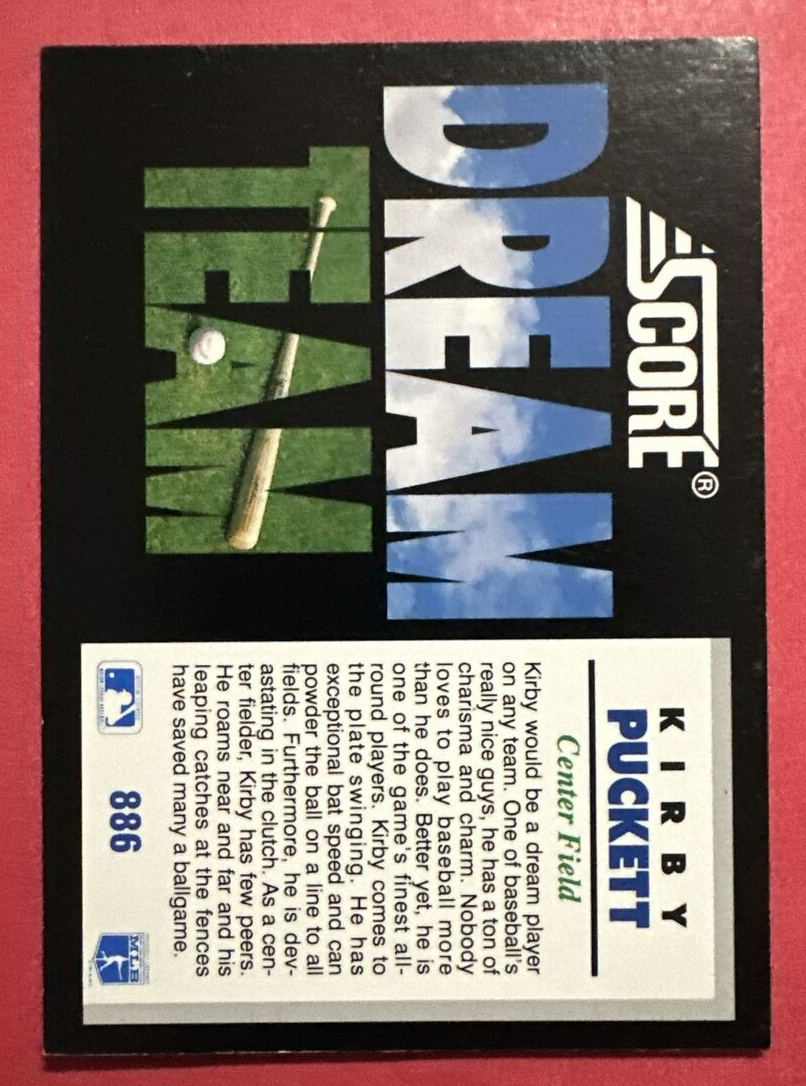 SCORE®
DREAM
TEAM
KIRBY
PUCKETT
Center Field
Kirby would be a dream player
on any team. One of baseball's
really nice guys, he has a ton of
charisma and charm. Nobody
loves to play baseball more
than he does. Better yet, he is
one of the game's finest all-
round players. Kirby comes to
the plate swinging. He has
exceptional bat speed and can
powder the ball on a line to all
fields. Furthermore, he is dev-
astating in the clutch. As a cen-
ter fielder, Kirby has few peers.
He roams near and far and his
leaping catches at the fences
have saved many a ballgame.
886
MLB